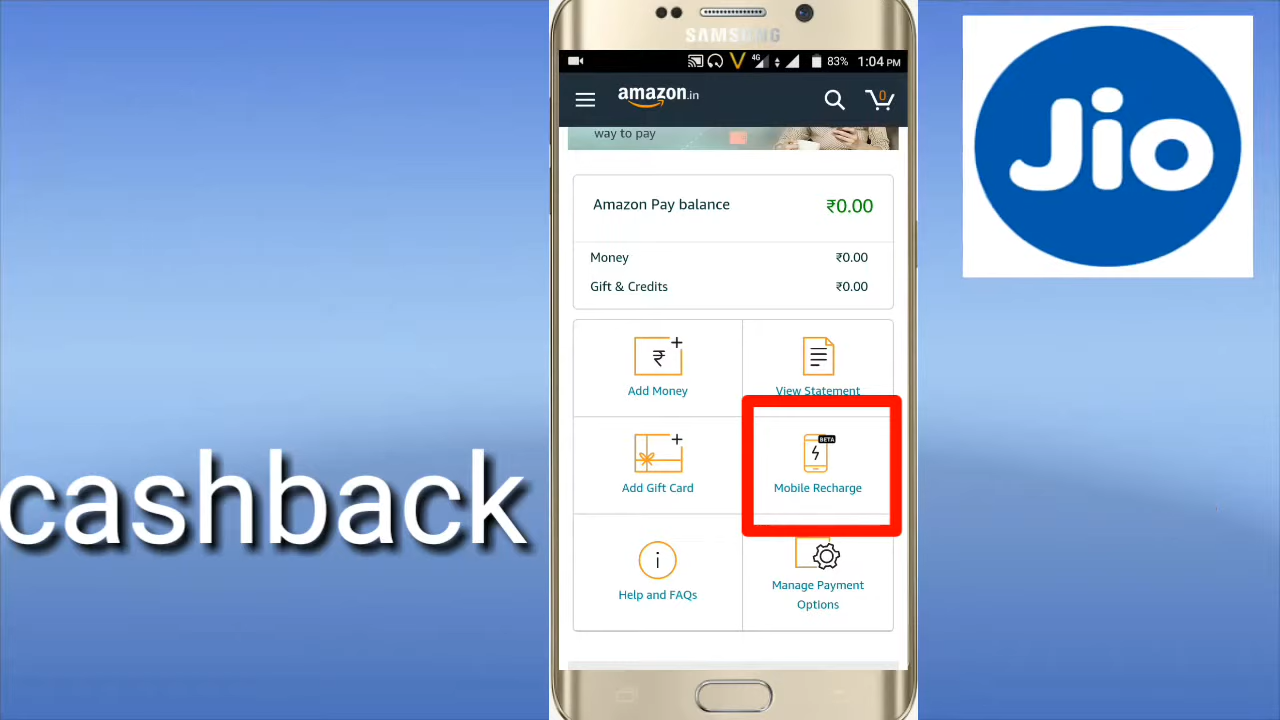 SAMSUNG
4G
83% 1:04 PM
amazon.in
0
way to pay
Amazon Pay balance
₹0.00
Money
₹0.00
Gift & Credits
₹0.00
Add Money
View Statement
Add Gift Card
BETA
Mobile Recharge
Help and FAQs
Manage Payment
Options
cashback
Jio